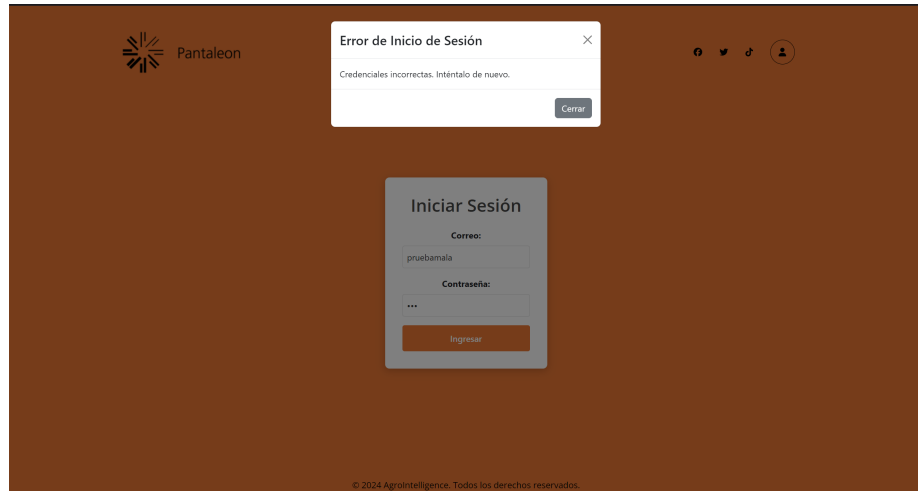 Pantaleon
Error de Inicio de Sesión
Credenciales incorrectas. Inténtalo de nuevo.
Cerrar
Iniciar Sesión
Correo:
pruebamala
Contraseña:
•••
Ingresar
© 2024 AgroIntelligence. Todos los derechos reservados.